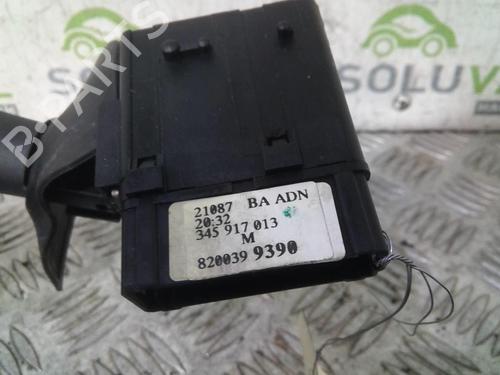 SOLUV
B-PARTS
21087 BA ADN
20:32
345 917 013
M
820039 9390